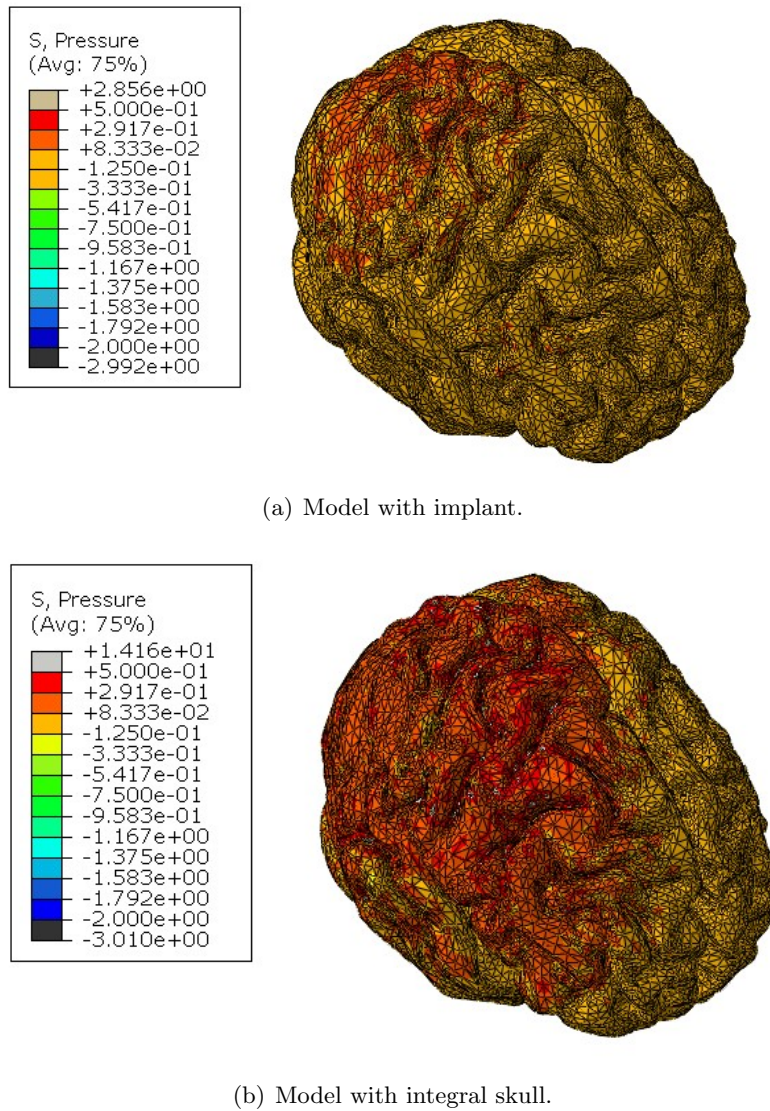 S, Pressure
(Avg: 75%)
+2.856e+00
+5.000e-01
+2.917e-01
+8.333e-02
-1.250e-01
-3.333e-01
-5.417e-01
-7.500e-01
-9.583e-01
-1.167e+00
-1.375e+00
-1.583e+00
-1.792e+00
-2.000e+00
-2.992e+00
(a) Model with implant.
S, Pressure
(Avg: 75%)
+1.416e+01
+5.000e-01
+2.917e-01
+8.333e-02
-1.250e-01
-3.333e-01
-5.417e-01
-7.500e-01
-9.583e-01
-1.167e+00
-1.375e+00
-1.583e+00
-1.792e+00
-2.000e+00
-3.010e+00
(b) Model with integral skull.